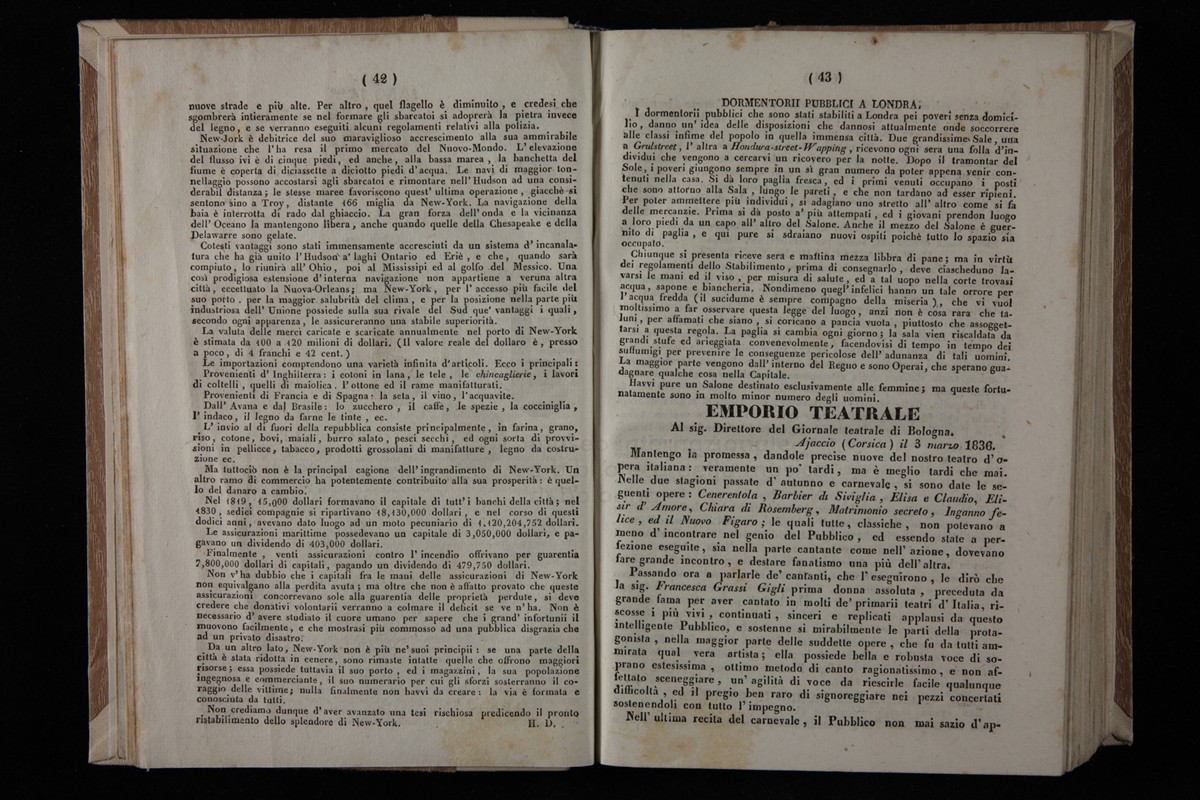 ( 42 )
nuove strade e più alte. Per altro , quel flagello è diminuito , e credesi che
sgombrerà intieramente se nel formare gli sbarcatoi si adoprerà la pietra invece
del legno , e se verranno eseguiti alcuni regolamenti relativi alla polizia.
New-Jork è debitrice del suo maraviglioso accrescimento alla sua ammirabile
situazione che l'ha resa il primo mercato del Nuovo-Mondo. L'elevazione
del flusso ivi è di cinque piedi, ed anche , alla bassa marea , la banchetta del
fiume è coperta di diciassette a diciotto piedi d'acqua. Le navi di maggior ton-
nellaggio possono accostarsi agli sbarcatoi e rimontare nell'Hudson ad una consi-
derabil distanza ; le stesse maree favoriscono quest' ultima operazione , giacchè si
sentono sino a Troy, distante 166 miglia da New-York. La navigazione della
baia è interrotta di rado dal ghiaccio. La gran forza dell'onda e la vicinanza
dell'Oceano la mantengono libera, anche quando quelle della Chesapeake e della
Delawarre sono gelate.
Cotesti vantaggi sono stati immensamente accresciuti da un sistema d'incanala-
tura che ha già unito l'Hudson a'laghi Ontario ed Erié , e che , quando sarà
compiuto , lo riunirà all'Ohio , poi al Mississipi ed al golfo del Messico. Una
così prodigiosa estensione d'interna navigazione non appartiene a veruna altra
città, eccettuato la Nuova-Orleans; ma New-York, per l'accesso più facile del
suo porto . per la maggior salubrità del clima , e per la posizione nella parte più
industriosa dell'Unione possiede sulla sua rivale del Sud que' vantaggi i quali ,
secondo ogni apparenza , le assicureranno una stabile superiorità.
La valuta delle merci caricate e scaricate annualmente nel porto di New-York
è stimata da 100 a 120 milioni di dollari. (Il valore reale del dollaro è , presso
a poco , di 4 franchi e 42 cent. )
Le importazioni comprendono una varietà infinita d'articoli. Ecco i principali :
Provenienti d' Inghilterra : i cotoni in lana , le tele , le chincaglierie , i lavori
di coltelli , quelli di maiolica. l'ottone ed il rame manifatturati.
Provenienti di Francia e di Spagna : la seta , il vino , l'acquavite.
Dall' Avana e dal Brasile : lo zucchero , il caffe, le spezie , la cocciniglia ,
l'indaco , il legno da farne le tinte , ec.
L'invio al di fuori della repubblica consiste principalmente , in farina, grano,
riso , cotone , bovi, maiali , burro salato , pesci secchi , ed ogni sorta di provvi-
sioni in pellicce, tabacco, prodotti grossolani di manifatture , legno da costru-
zione ec.
Ma tuttociò non è la principal cagione dell'ingrandimento di New-York. Un
altro ramo di commercio ha potentemente contribuito alla sua prosperità : è quel-
lo del danaro a cambio.
Nel 1819 , 15,000 dollari formavano il capitale di tutt'i banchi della città ; nel
1830 , sedici compagnie si ripartivano 18,130,000 dollari , e nel corso di questi
dodici anni , avevano dato luogo ad un moto pecuniario di 1,120,204,752 dollari.
Le assicurazioni marittime possedevano un capitale di 3,050,000 dollari, e pa-
gavano un dividendo di 403,000 dollari.
Finalmente , venti assicurazioni contro l'incendio offrivano per guarentia
7,800,000 dollari di capitali , pagando un dividendo di 479,750 dollari.
Non v'ha dubbio che i capitali fra le mani delle assicurazioni di New-York
non equivalgano alla perdita avuta ; ma oltre che non è affatto provato che queste
assicurazioni concorrevano sole alla guarentia delle proprietà perdute, si deve
credere che donativi volontarii verranno a colmare il deficit se ve n'ha. Non è
necessario d'avere studiato il cuore umano per sapere che i grand'infortunii il
muovono facilmente , e che mostrasi più commosso ad una pubblica disgrazia che
ad un privato disastro.
Da un altro lato , New-York non è più ne'suoi principii : se una parte della
città è stata ridotta in cenere , sono rimaste intatte quelle che offrono maggiori
risorse ; essa possiede tuttavia il suo porto , ed i magazzini , la sua popolazione
ingegnosa e commerciante , il suo numerario per cui gli sforzi sosterranno il co-
raggio delle vittime ; nulla finalmente non havvi da creare : la via è formata e
conosciuta da tutti.
Non crediamo dunque d'aver avanzato una tesi rischiosa predicendo il pronto
ristabilimento dello splendore di New-York. H. D.
( 43 )
DORMENTORII PUBBLICI A LONDRA.
I dormentorii pubblici che sono stati stabiliti a Londra pei poveri senza domici-
lio , danno un' idea delle disposizioni che dannosi attualmente onde soccorrere
alle classi infime del popolo in quella immensa città. Due grandissime Sale , una
a Grulstreet, l'altra a Hondura-street-Wapping , ricevono ogni sera una folla d'in-
dividui che vengono a cercarvi un ricovero per la notte. Dopo il tramontar del
Sole , i poveri giungono sempre in un sì gran numero da poter appena venir con-
tenuti nella casa. Si dà loro paglia fresca , ed i primi venuti occupano i posti
che sono attorno alla Sala , lungo le pareti , e che non tardano ad esser ripieni.
Per poter ammettere più individui , si adagiano uno stretto all' altro come si fa
delle mercanzie. Prima si dà posto a' più attempati , ed i giovani prendon luogo
a loro piedi da un capo all' altro del Salone. Anche il mezzo del Salone è guer-
nito di paglia , e qui pure si sdraiano nuovi ospiti poichè tutto lo spazio sia
occupato.
Chiunque si presenta riceve sera e mattina mezza libbra di pane ; ma in virtù
dei regolamenti dello Stabilimento , prima di consegnarlo , deve ciascheduno la-
varsi le mani ed il viso , per misura di salute , ed a tal uopo nella corte trovasi
acqua , sapone e biancheria. Nondimeno quegl'infelici hanno un tale orrore per
l'acqua fredda ( il sucidume è sempre compagno della miseria ) , che vi vuol
moltissimo a far osservare questa legge del luogo , anzi non è cosa rara che ta-
luni , per affamati che siano , si coricano a pancia vuota , piuttosto che assogget-
tarsi a questa regola. La paglia si cambia ogni giorno ; la sala vien riscaldata da
grandi stufe ed arieggiata convenevolmente, facendovisi di tempo in tempo dei
suffumigi per prevenire le conseguenze pericolose dell'adunanza di tali uomini.
La maggior parte vengono dall'interno del Regno e sono Operai, che sperano gua-
dagnare qualche cosa nella Capitale.
Havvi pure un Salone destinato esclusivamente alle femmine ; ma queste fortu-
natamente sono in molto minor numero degli uomini.
EMPORIO TEATRALE
Al sig. Direttore del Giornale teatrale di Bologna.
Ajaccio (Corsica) il 3 marzo 1836.
Mantengo la promessa , dandole precise nuove del nostro teatro d'o-
pera italiana : veramente un po' tardi , ma è meglio tardi che mai.
Nelle due stagioni passate d' autunno e carnevale , si sono date le se-
guenti opere : Cenerentola , Barbier di Siviglia , Elisa e Claudio, Eli-
sir d' Amore, Chiara di Rosemberg, Matrimonio secreto , Inganno fe-
lice , ed il Nuovo Figaro ; le quali tutte , classiche , non potevano a
meno d' incontrare nel genio del Pubblico , ed essendo state a per-
fezione eseguite , sia nella parte cantante come nell' azione , dovevano
fare grande incontro , e destare fanatismo una più dell'altra.
Passando ora a parlarle de' cantanti, che l'eseguirono , le dirò che
la sig. Francesca Grassi Gigli prima donna assoluta , preceduta da
grande fama per aver cantato in molti de' primarii teatri d' Italia, ri-
scosse i più vivi , continuati , sinceri e replicati applausi da questo
intelligente Pubblico, e sostenne si mirabilmente le parti della prota-
gonista , nella maggior parte delle suddette opere , che fu da tutti am-
mirata qual vera artista ; ella possiede bella e robusta voce di so-
prano estesissima , ottimo metodo di canto ragionatissimo , e non af-
fettato sceneggiare , un' agilità di voce da riescirle facile qualunque
difficoltà , ed il pregio ben raro di signoreggiare nei pezzi concertati
sostenendoli con tutto l'impegno.
Nell'ultima recita del carnevale , il Pubblico non mai sazio d'ap-